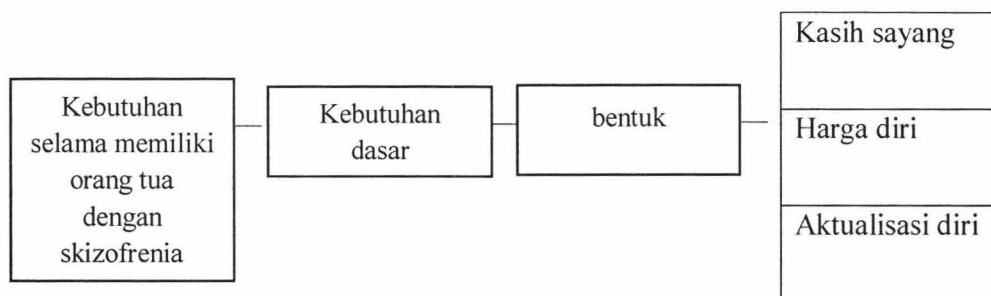 Kebutuhan
selama memiliki
orang tua
dengan
skizofrenia
Kebutuhan
dasar
bentuk
Kasih sayang
Harga diri
Aktualisasi diri